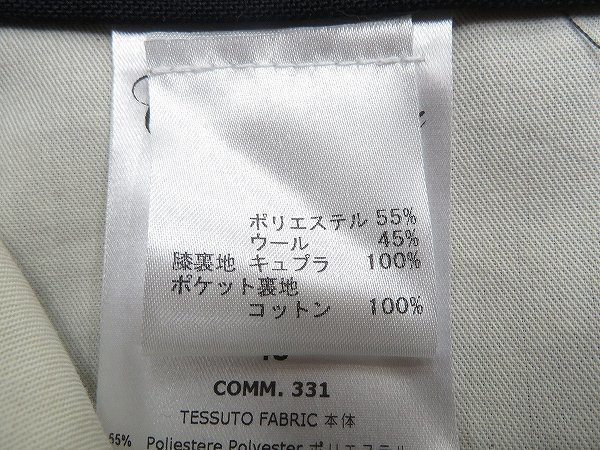 ポリエステル 55%
ウール 45%
膝裏地 キュプラ 100%
ポケット裏地
コットン 100%
COMM. 331
TESSUTO FABRIC 本体
55% Poliestere Polyester ポリエステル